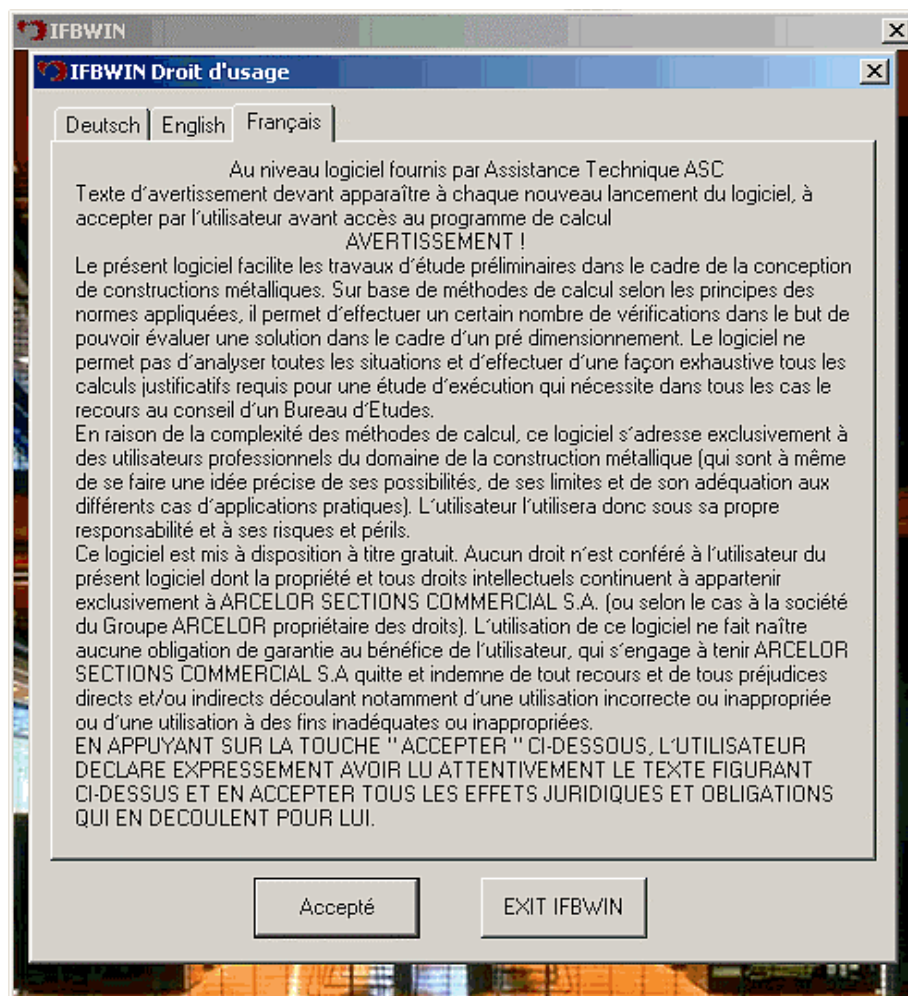 IFBWIN
IFBWIN Droit d'usage
Deutsch English Français
Au niveau logiciel fournis par Assistance Technique ASC
Texte d'avertissement devant apparaître à chaque nouveau lancement du logiciel, à
accepter par l'utilisateur avant accès au programme de calcul
AVERTISSEMENT !
Le présent logiciel facilite les travaux d'étude préliminaires dans le cadre de la conception
de constructions métalliques. Sur base de méthodes de calcul selon les principes des
normes appliquées, il permet d'effectuer un certain nombre de vérifications dans le but de
pouvoir évaluer une solution dans le cadre d'un pré dimensionnement. Le logiciel ne
permet pas d'analyser toutes les situations et d'effectuer d'une façon exhaustive tous les
calculs justificatifs requis pour une étude d'exécution qui nécessite dans tous les cas le
recours au conseil d'un Bureau d'Etudes.
En raison de la complexité des méthodes de calcul, ce logiciel s'adresse exclusivement à
des utilisateurs professionnels du domaine de la construction métallique (qui sont à même
de se faire une idée précise de ses possibilités, de ses limites et de son adéquation aux
différents cas d'applications pratiques). L'utilisateur l'utilisera donc sous sa propre
responsabilité et à ses risques et périls.
Ce logiciel est mis à disposition à titre gratuit. Aucun droit n'est conféré à l'utilisateur du
présent logiciel dont la propriété et tous droits intellectuels continuent à appartenir
exclusivement à ARCELOR SECTIONS COMMERCIAL S.A. (ou selon le cas à la société
du Groupe ARCELOR propriétaire des droits). L'utilisation de ce logiciel ne fait naître
aucune obligation de garantie au bénéfice de l'utilisateur, qui s'engage à tenir ARCELOR
SECTIONS COMMERCIAL S.A quitte et indemne de tout recours et de tous préjudices
directs et/ou indirects découlant notamment d'une utilisation incorrecte ou inappropriée
ou d'une utilisation à des fins inadéquates ou inappropriées.
EN APPUYANT SUR LA TOUCHE " ACCEPTER " CI-DESSOUS, L'UTILISATEUR
DECLARE EXPRESSEMENT AVOIR LU ATTENTIVEMENT LE TEXTE FIGURANT
CI-DESSUS ET EN ACCEPTER TOUS LES EFFETS JURIDIQUES ET OBLIGATIONS
QUI EN DECOULENT POUR LUI.
Accepté EXIT IFBWIN